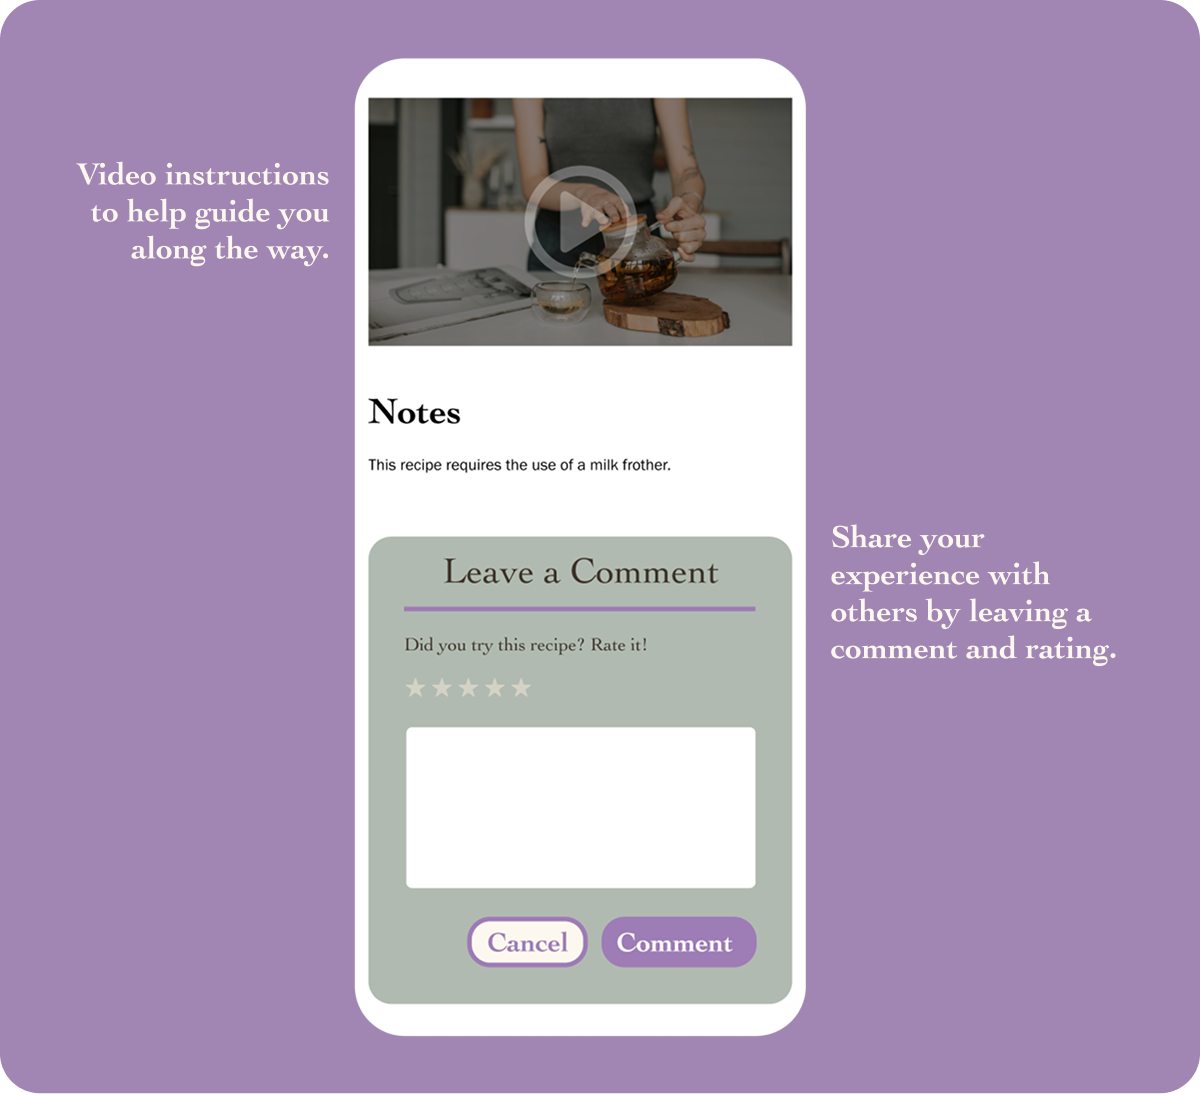 Video instructions
to help guide you
along the way.
Notes
This recipe requires the use of a milk frother.
Leave a Comment
Did you try this recipe? Rate it!
Cancel
Comment
Share your
experience with
others by leaving a
comment and rating.